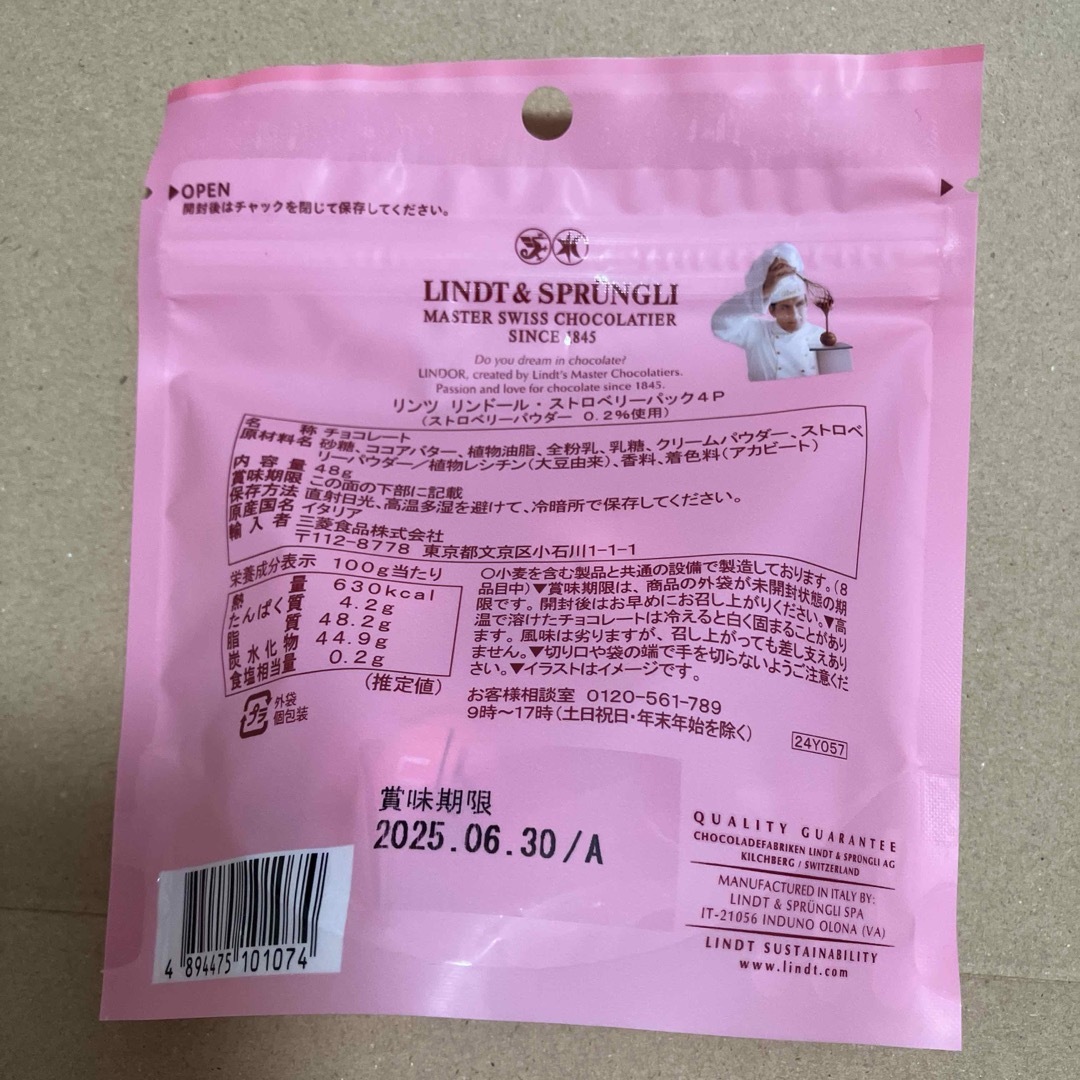 OPEN
開封後はチャックを閉じて保存してください。
LINDT & SPRÜNGLI
MASTER SWISS CHOCOLATIER
SINCE 1845
Do you dream in chocolate?
LINDOR, created by Lindt's Master Chocolatiers.
Passion and love for chocolate since 1845.
リンツ リンドール・ストロベリーパック4P
(ストロベリーパウダー 0.2%使用)
名称 チョコレート
原材料名 砂糖、ココアバター、植物油脂、全粉乳、乳糖、クリームパウダー、ストロベ
リーパウダー/植物レシチン(大豆由来)、香料、着色料(アカビート)
内容量 48g
賞味期限 この面の下部に記載
保存方法 直射日光、高温多湿を避けて、冷暗所で保存してください。
原産国名 イタリア
輸入者 三菱食品株式会社
〒112-8778 東京都文京区小石川1-1-1
栄養成分表示 100g当たり
熱量 630kcal
たんぱく質 4.2g
脂質 48.2g
炭水化物 44.9g
食塩相当量 0.2g
(推定値)
プラ
外袋
個包装
○小麦を含む製品と共通の設備で製造しております。(8
品目中)▼賞味期限は、商品の外袋が未開封状態の期
限です。開封後はお早めにお召し上がりください。▼高
温で溶けたチョコレートは冷えると白く固まることがあり
ます。風味は劣りますが、召し上がっても差し支えあり
ません。▼切り口や袋の端で手を切らないようご注意くだ
さい。▼イラストはイメージです。
お客様相談室 0120-561-789
9時〜17時(土日祝日・年末年始を除く)
24Y057
賞味期限
2025.06.30/A
4 894475 101074
QUALITY GUARANTEE
CHOCOLADEFABRIKEN LINDT & SPRÜNGLI AG
KILCHBERG / SWITZERLAND
MANUFACTURED IN ITALY BY:
LINDT & SPRÜNGLI SPA
IT-21056 INDUNO OLONA (VA)
LINDT SUSTAINABILITY
www.lindt.com